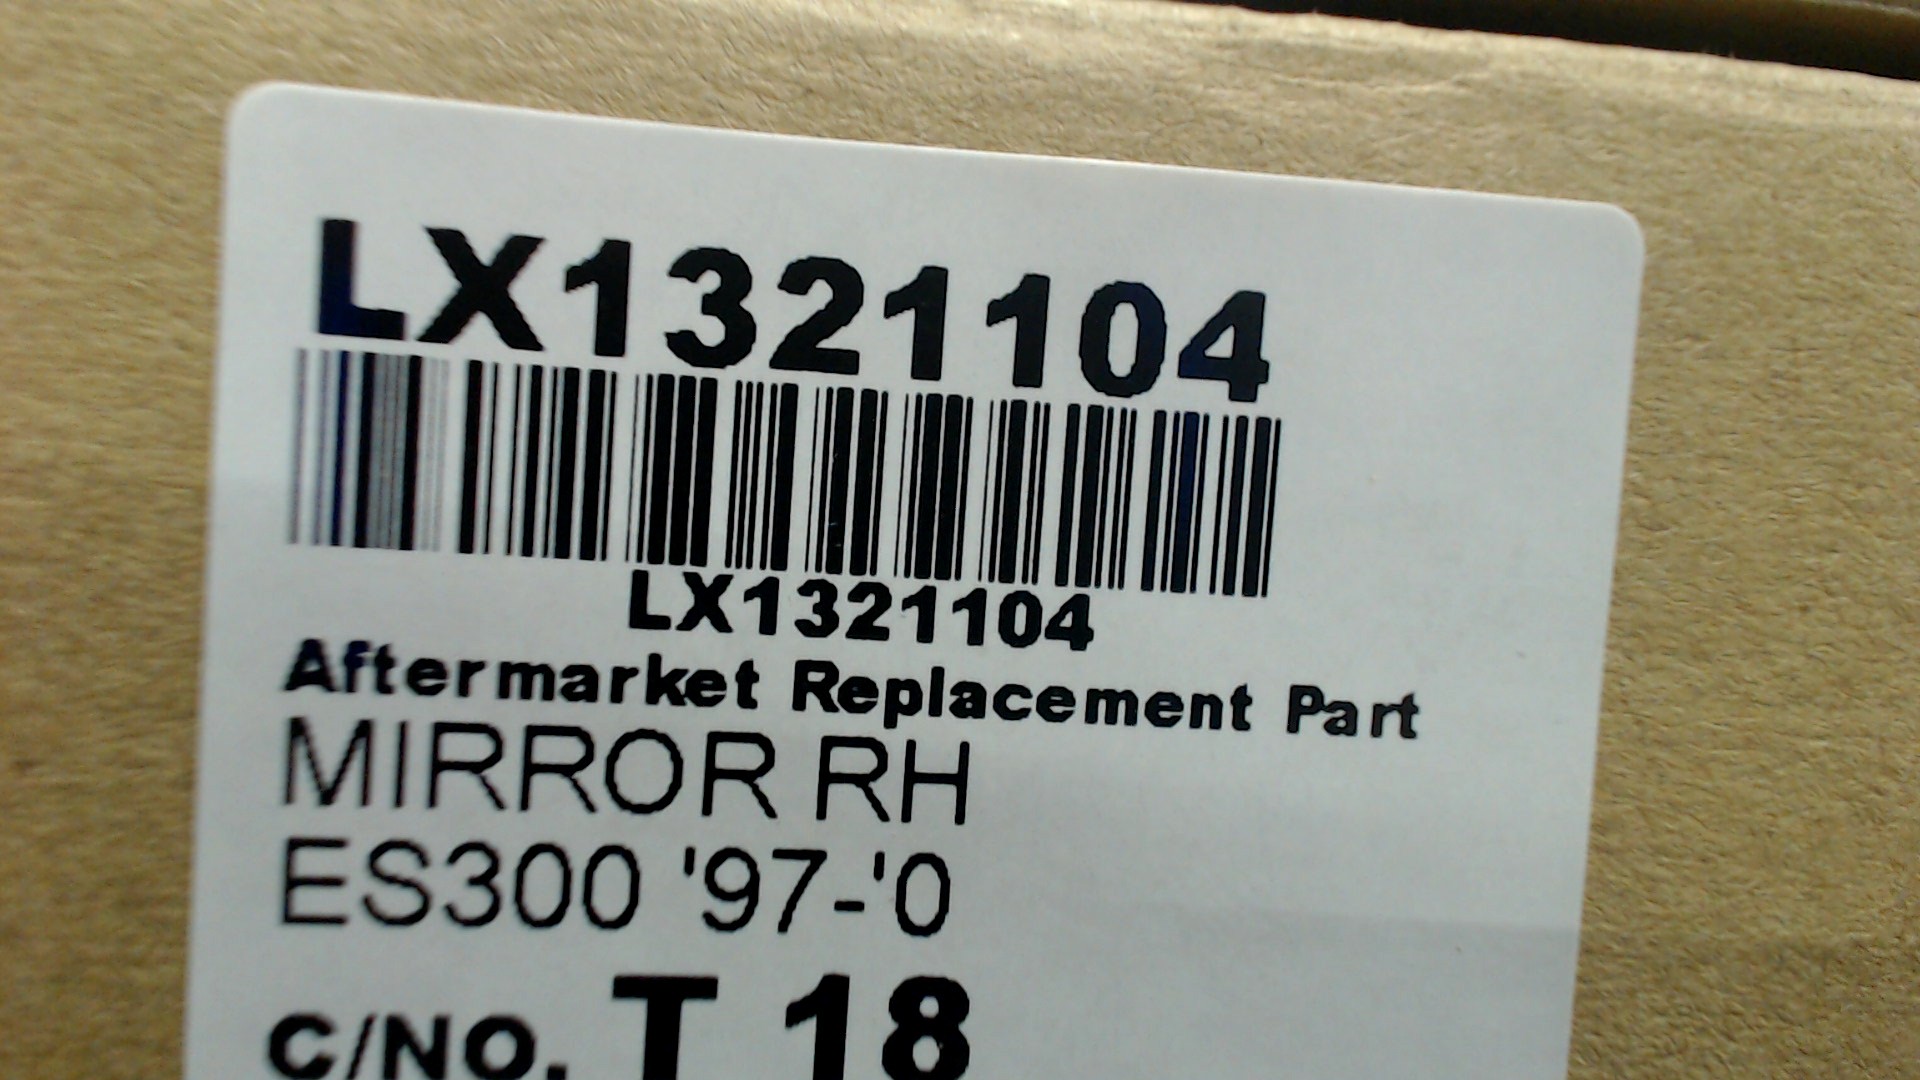 LX1321104
LX1321104
Aftermarket Replacement Part
MIRROR RH
ES300 '97-'0
C/NO. T 18